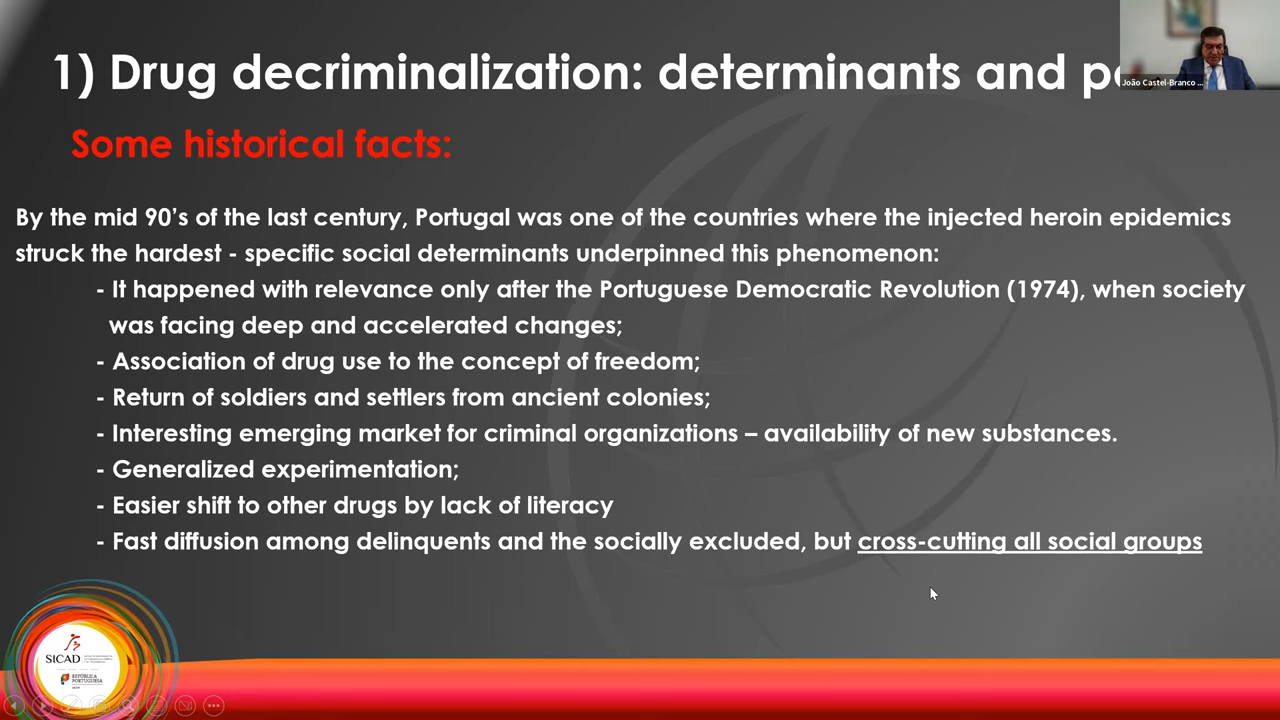 1) Drug decriminalization: determinants and
João Castel-Branco ...
Some historical facts:
By the mid 90's of the last century, Portugal was one of the countries where the injected heroin epidemics
struck the hardest - specific social determinants underpinned this phenomenon:
- It happened with relevance only after the Portuguese Democratic Revolution (1974), when society
was facing deep and accelerated changes;
- Association of drug use to the concept of freedom;
- Return of soldiers and settlers from ancient colonies;
- Interesting emerging market for criminal organizations – availability of new substances.
- Generalized experimentation;
- Easier shift to other drugs by lack of literacy
- Fast diffusion among delinquents and the socially excluded, but cross-cutting all social groups
SICAD
REPÚBLICA
PORTUGUESA